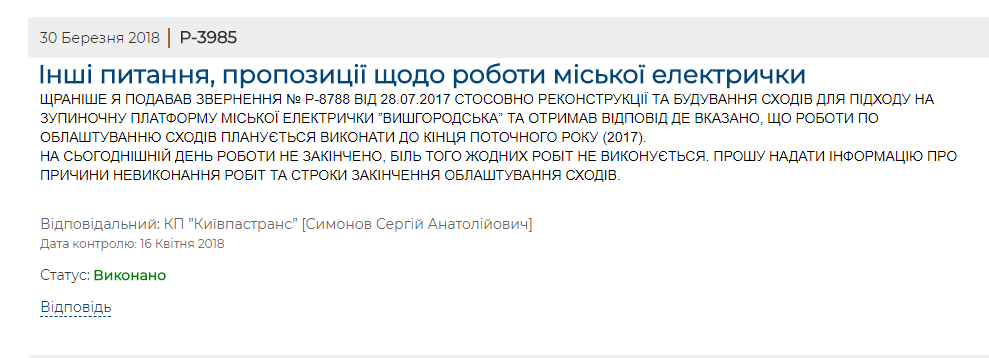 30 Березня 2018 | Р-3985
Інші питання, пропозиції щодо роботи міської електрички
ЩРАНІШЕ Я ПОДАВАВ ЗВЕРНЕННЯ № Р-8788 ВІД 28.07.2017 СТОСОВНО РЕКОНСТРУКЦІЇ ТА БУДУВАННЯ СХОДІВ ДЛЯ ПІДХОДУ НА
ЗУПИНОЧНУ ПЛАТФОРМУ МІСЬКОЇ ЕЛЕКТРИЧКИ "ВИШГОРОДСЬКА" ТА ОТРИМАВ ВІДПОВІД ДЕ ВКАЗАНО, ЩО РОБОТИ ПО
ОБЛАШТУВАННЮ СХОДІВ ПЛАНУЄТЬСЯ ВИКОНАТИ ДО КІНЦЯ ПОТОЧНОГО РОКУ (2017).
НА СЬОГОДНІШНІЙ ДЕНЬ РОБОТИ НЕ ЗАКІНЧЕНО, БІЛЬ ТОГО ЖОДНИХ РОБІТ НЕ ВИКОНУЄТЬСЯ. ПРОШУ НАДАТИ ІНФОРМАЦІЮ ПРО
ПРИЧИНИ НЕВИКОНАННЯ РОБІТ ТА СТРОКИ ЗАКІНЧЕННЯ ОБЛАШТУВАННЯ СХОДІВ.
Відповідальний: КП "Київпастранс" [Симонов Сергій Анатолійович]
Дата контролю: 16 Квітня 2018
Статус: Виконано
Відповідь